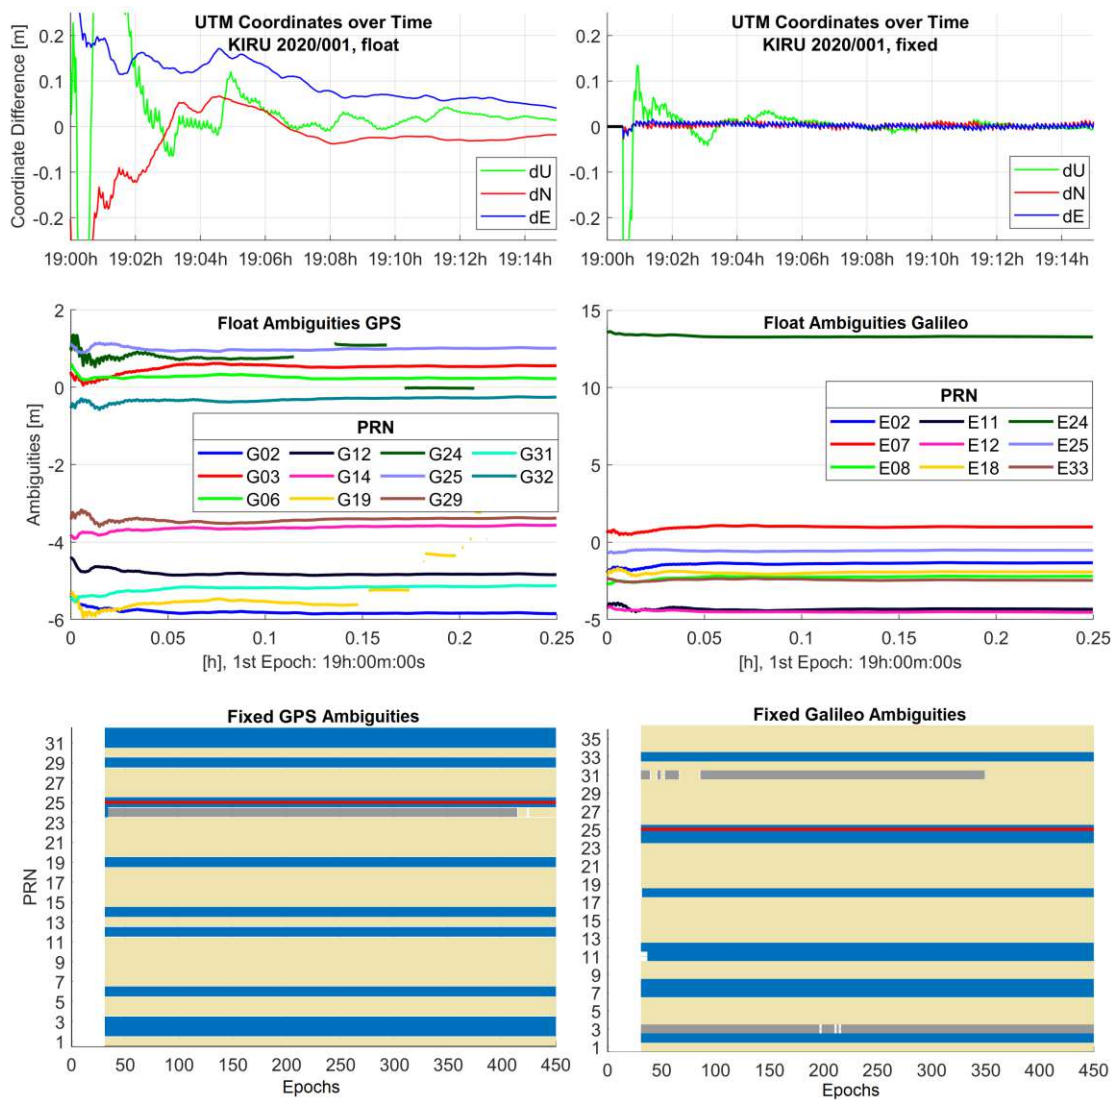 UTM Coordinates over Time
KIRU 2020/001, float
Coordinate Difference [m]
0.2
0.1
0
-0.1
-0.2
dU
dN
dE
19:00h 19:02h 19:04h 19:06h 19:08h 19:10h 19:12h 19:14h
UTM Coordinates over Time
KIRU 2020/001, fixed
0.2
0.1
0
-0.1
-0.2
dU
dN
dE
19:00h 19:02h 19:04h 19:06h 19:08h 19:10h 19:12h 19:14h
Float Ambiguities GPS
Ambiguities [m]
2
0
-2
-4
-6
PRN
G02 G12 G24 G31
G03 G14 G25 G32
G06 G19 G29
0 0.05 0.1 0.15 0.2 0.25
[h], 1st Epoch: 19h:00m:00s
Float Ambiguities Galileo
15
10
5
0
-5
PRN
E02 E11 E24
E07 E12 E25
E08 E18 E33
0 0.05 0.1 0.15 0.2 0.25
[h], 1st Epoch: 19h:00m:00s
Fixed GPS Ambiguities
PRN
31
29
27
25
23
21
19
17
15
13
11
9
7
5
3
1
0 50 100 150 200 250 300 350 400 450
Epochs
Fixed Galileo Ambiguities
35
33
31
29
27
25
23
21
19
17
15
13
11
9
7
5
3
1
0 50 100 150 200 250 300 350 400 450
Epochs